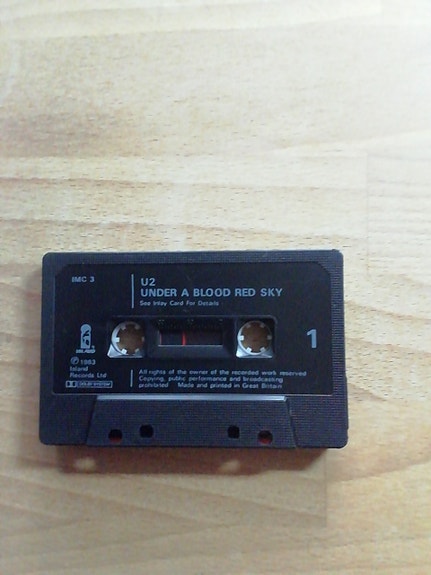 IMC 3
U2
UNDER A BLOOD RED SKY
See Inlay Card For Details
1
℗ 1983
Island
Records Ltd
DOLBY SYSTEM
All rights of the owner of the recorded work reserved
Copying, public performance and broadcasting
prohibited Made and printed in Great Britain